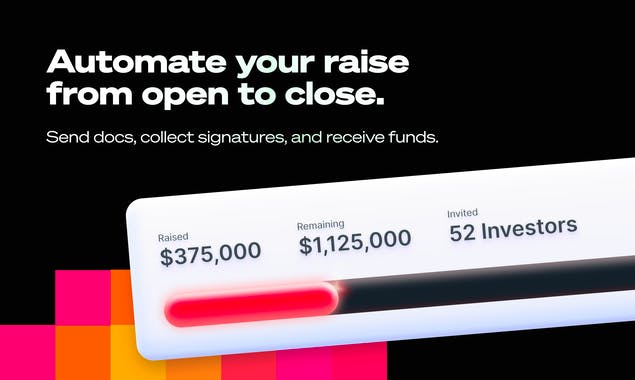 Automate your raise
from open to close.
Send docs, collect signatures, and receive funds.
Raised
$375,000
Remaining
$1,125,000
Invited
52 Investors